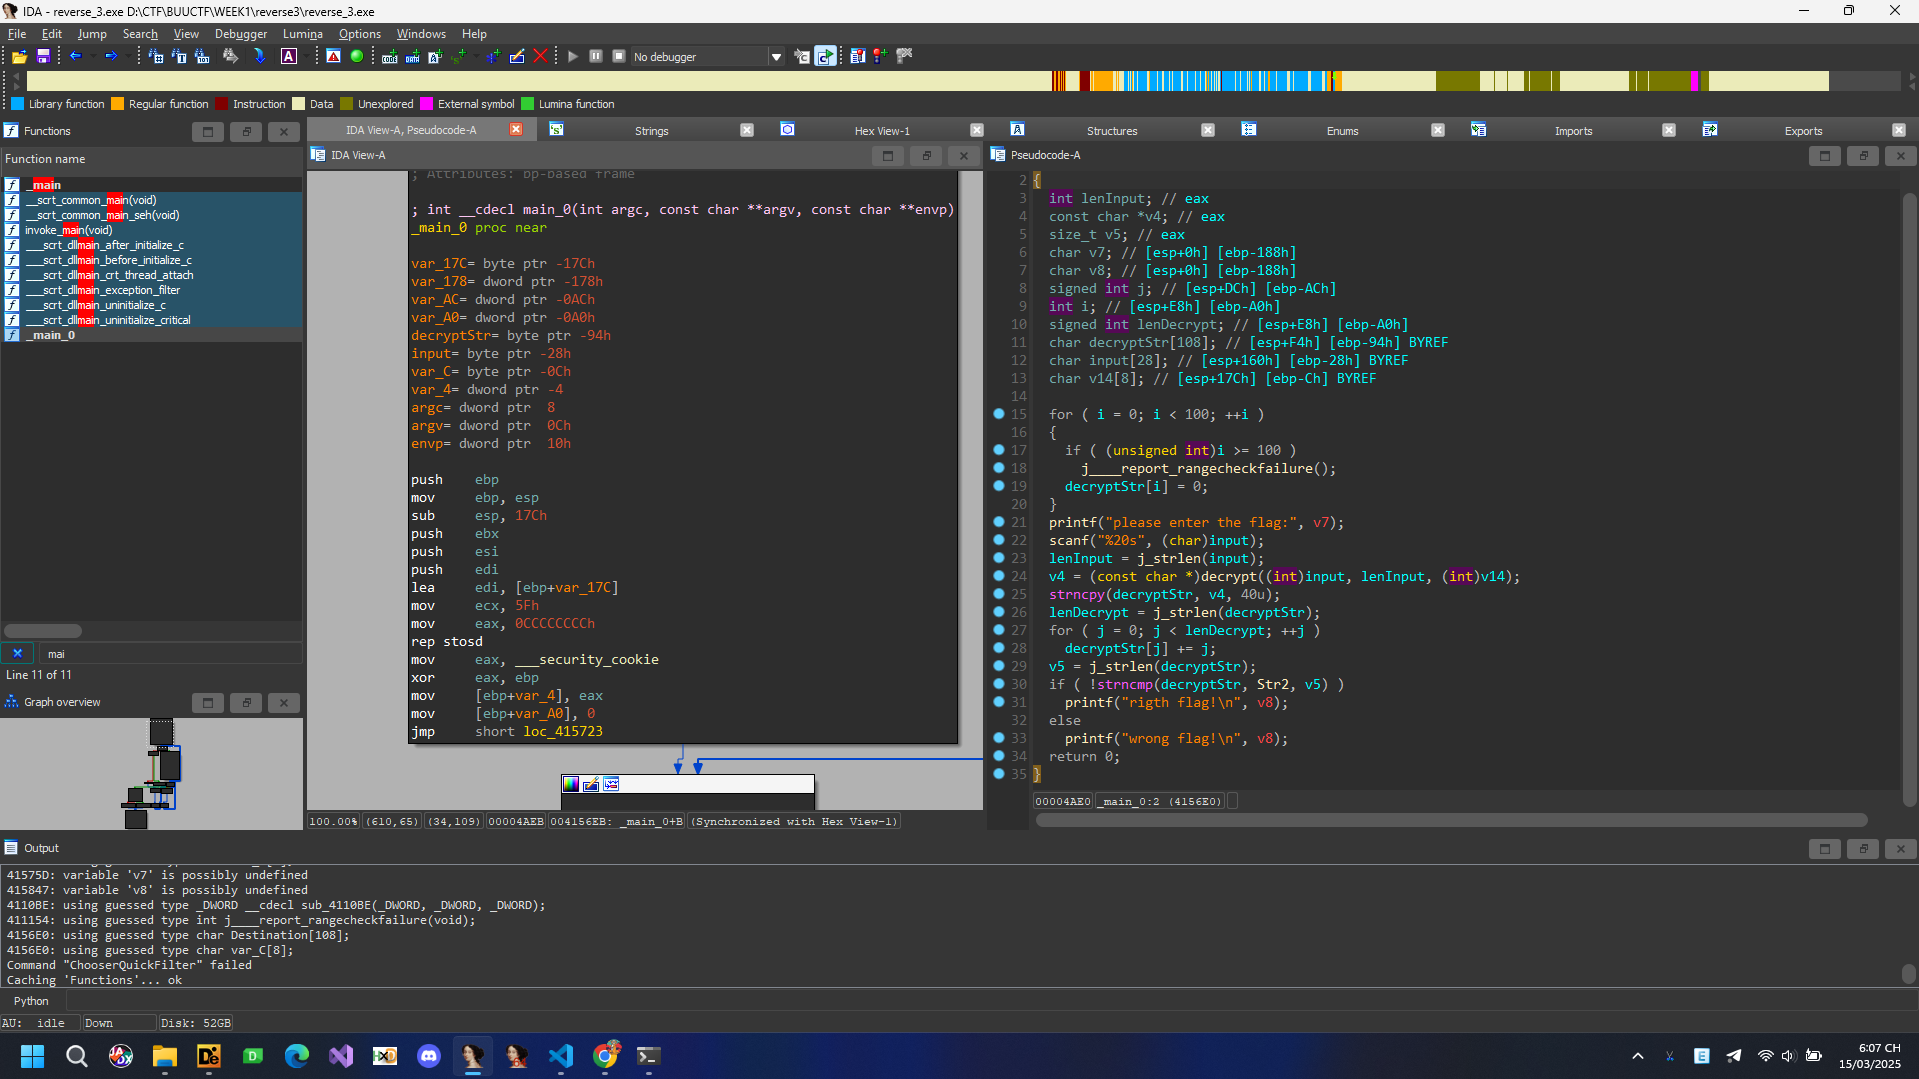 IDA - reverse_3.exe D:\CTF\BUUCTF\WEEK1\reverse3\reverse_3.exe
File Edit Jump Search View Debugger Lumina Options Windows Help
No debugger
Library function Regular function Instruction Data Unexplored External symbol Lumina function
Functions
Function name
_main
__scrt_common_main(void)
__scrt_common_main_seh(void)
invoke_main(void)
___scrt_dllmain_after_initialize_c
___scrt_dllmain_before_initialize_c
___scrt_dllmain_crt_thread_attach
___scrt_dllmain_exception_filter
___scrt_dllmain_uninitialize_c
___scrt_dllmain_uninitialize_critical
_main_0
mai
Line 11 of 11
Graph overview
IDA View-A, Pseudocode-A Strings Hex View-1 Structures Enums Imports Exports
IDA View-A
; Attributes: bp-based frame
; int __cdecl main_0(int argc, const char **argv, const char **envp)
_main_0 proc near
var_17C= byte ptr -17Ch
var_178= dword ptr -178h
var_AC= dword ptr -0ACh
var_A0= dword ptr -0A0h
decryptStr= byte ptr -94h
input= byte ptr -28h
var_C= byte ptr -0Ch
var_4= dword ptr -4
argc= dword ptr 8
argv= dword ptr 0Ch
envp= dword ptr 10h
push ebp
mov ebp, esp
sub esp, 17Ch
push ebx
push esi
push edi
lea edi, [ebp+var_17C]
mov ecx, 5Fh
mov eax, 0CCCCCCCCh
rep stosd
mov eax, ___security_cookie
xor eax, ebp
mov [ebp+var_4], eax
mov [ebp+var_A0], 0
jmp short loc_415723
100.00% (610,65) (34,109) 00004AEB 004156EB: _main_0+B (Synchronized with Hex View-1)
Pseudocode-A
2 {
3 int lenInput; // eax
4 const char *v4; // eax
5 size_t v5; // eax
6 char v7; // [esp+0h] [ebp-188h]
7 char v8; // [esp+0h] [ebp-188h]
8 signed int j; // [esp+DCh] [ebp-ACh]
9 int i; // [esp+E8h] [ebp-A0h]
10 signed int lenDecrypt; // [esp+E8h] [ebp-A0h]
11 char decryptStr[108]; // [esp+F4h] [ebp-94h] BYREF
12 char input[28]; // [esp+160h] [ebp-28h] BYREF
13 char v14[8]; // [esp+17Ch] [ebp-Ch] BYREF
14
15 for ( i = 0; i < 100; ++i )
16 {
17 if ( (unsigned int)i >= 100 )
18 j____report_rangecheckfailure();
19 decryptStr[i] = 0;
20 }
21 printf("please enter the flag:", v7);
22 scanf("%20s", (char)input);
23 lenInput = j_strlen(input);
24 v4 = (const char *)decrypt((int)input, lenInput, (int)v14);
25 strncpy(decryptStr, v4, 40u);
26 lenDecrypt = j_strlen(decryptStr);
27 for ( j = 0; j < lenDecrypt; ++j )
28 decryptStr[j] += j;
29 v5 = j_strlen(decryptStr);
30 if ( !strncmp(decryptStr, Str2, v5) )
31 printf("rigth flag!\n", v8);
32 else
33 printf("wrong flag!\n", v8);
34 return 0;
35 }
00004AE0 _main_0:2 (4156E0)
Output
41575D: variable 'v7' is possibly undefined
415847: variable 'v8' is possibly undefined
4110BE: using guessed type _DWORD __cdecl sub_4110BE(_DWORD, _DWORD, _DWORD);
411154: using guessed type int j____report_rangecheckfailure(void);
4156E0: using guessed type char Destination[108];
4156E0: using guessed type char var_C[8];
Command "ChooserQuickFilter" failed
Caching 'Functions'... ok
Python
AU: idle Down Disk: 52GB
6:07 CH
15/03/2025